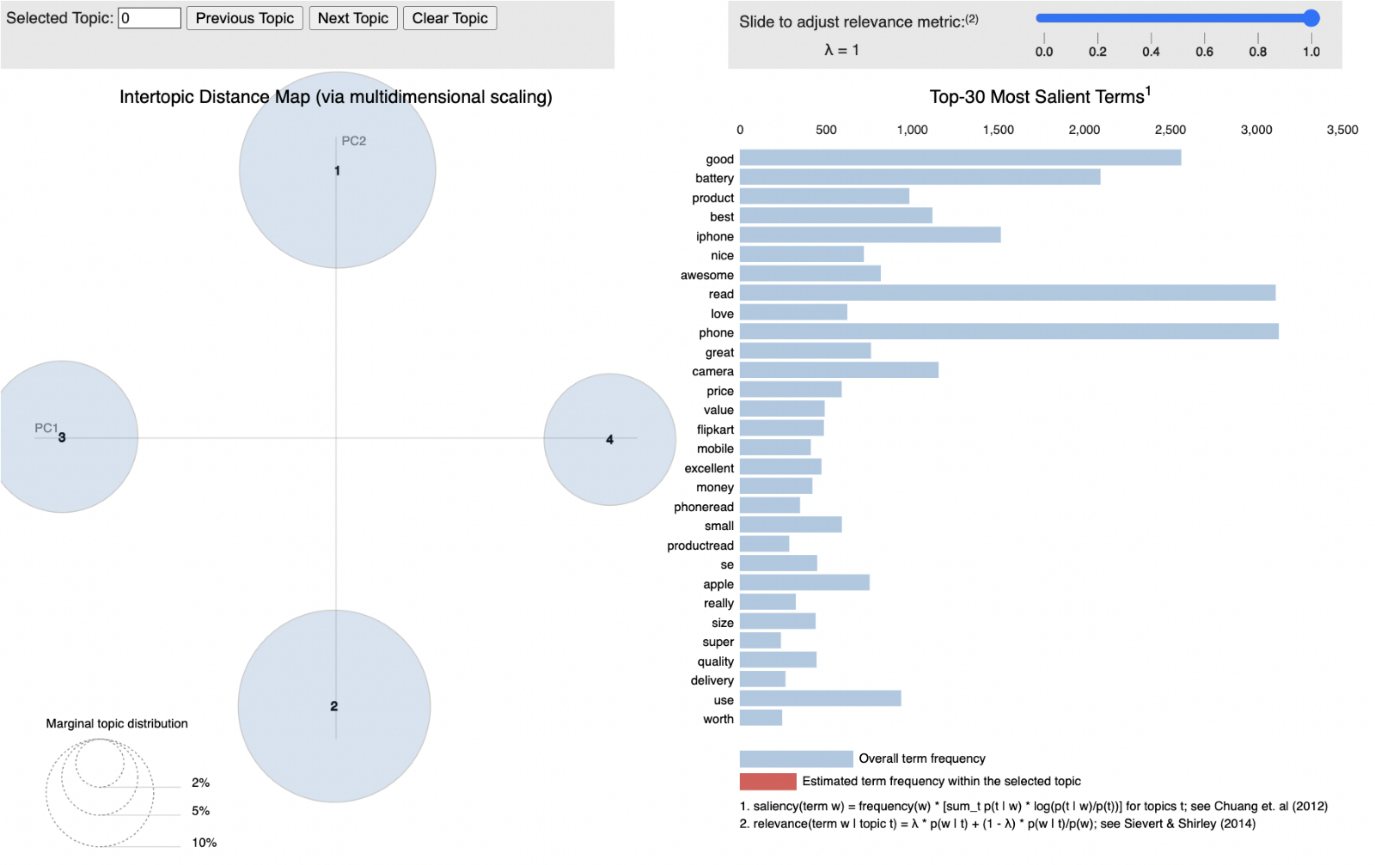 Selected Topic: 0 Previous Topic Next Topic Clear Topic
Slide to adjust relevance metric:(2)
λ = 1
0.0 0.2 0.4 0.6 0.8 1.0
Intertopic Distance Map (via multidimensional scaling)
PC2
1
PC1
3
4
2
Marginal topic distribution
2%
5%
10%
Top-30 Most Salient Terms1
0 500 1,000 1,500 2,000 2,500 3,000 3,500
good
battery
product
best
iphone
nice
awesome
read
love
phone
great
camera
price
value
flipkart
mobile
excellent
money
phoneread
small
productread
se
apple
really
size
super
quality
delivery
use
worth
Overall term frequency
Estimated term frequency within the selected topic
1. saliency(term w) = frequency(w) * [sum_t p(t | w) * log(p(t | w)/p(t))] for topics t; see Chuang et. al (2012)
2. relevance(term w | topic t) = λ * p(w | t) + (1 - λ) * p(w | t)/p(w); see Sievert & Shirley (2014)